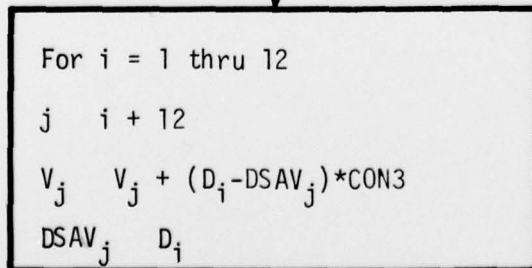 For i = 1 thru 12
j i + 12
V_j V_j + (D_i-DSAV_j)*CON3
DSAV_j D_i